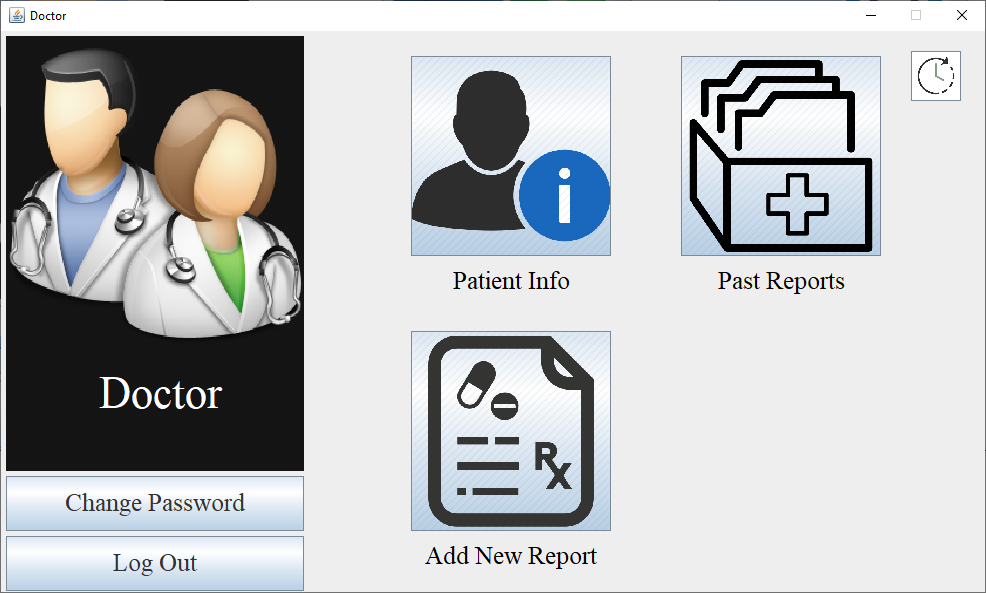 Doctor
Doctor
Change Password
Log Out
Patient Info
i
Past Reports
Add New Report
Rx